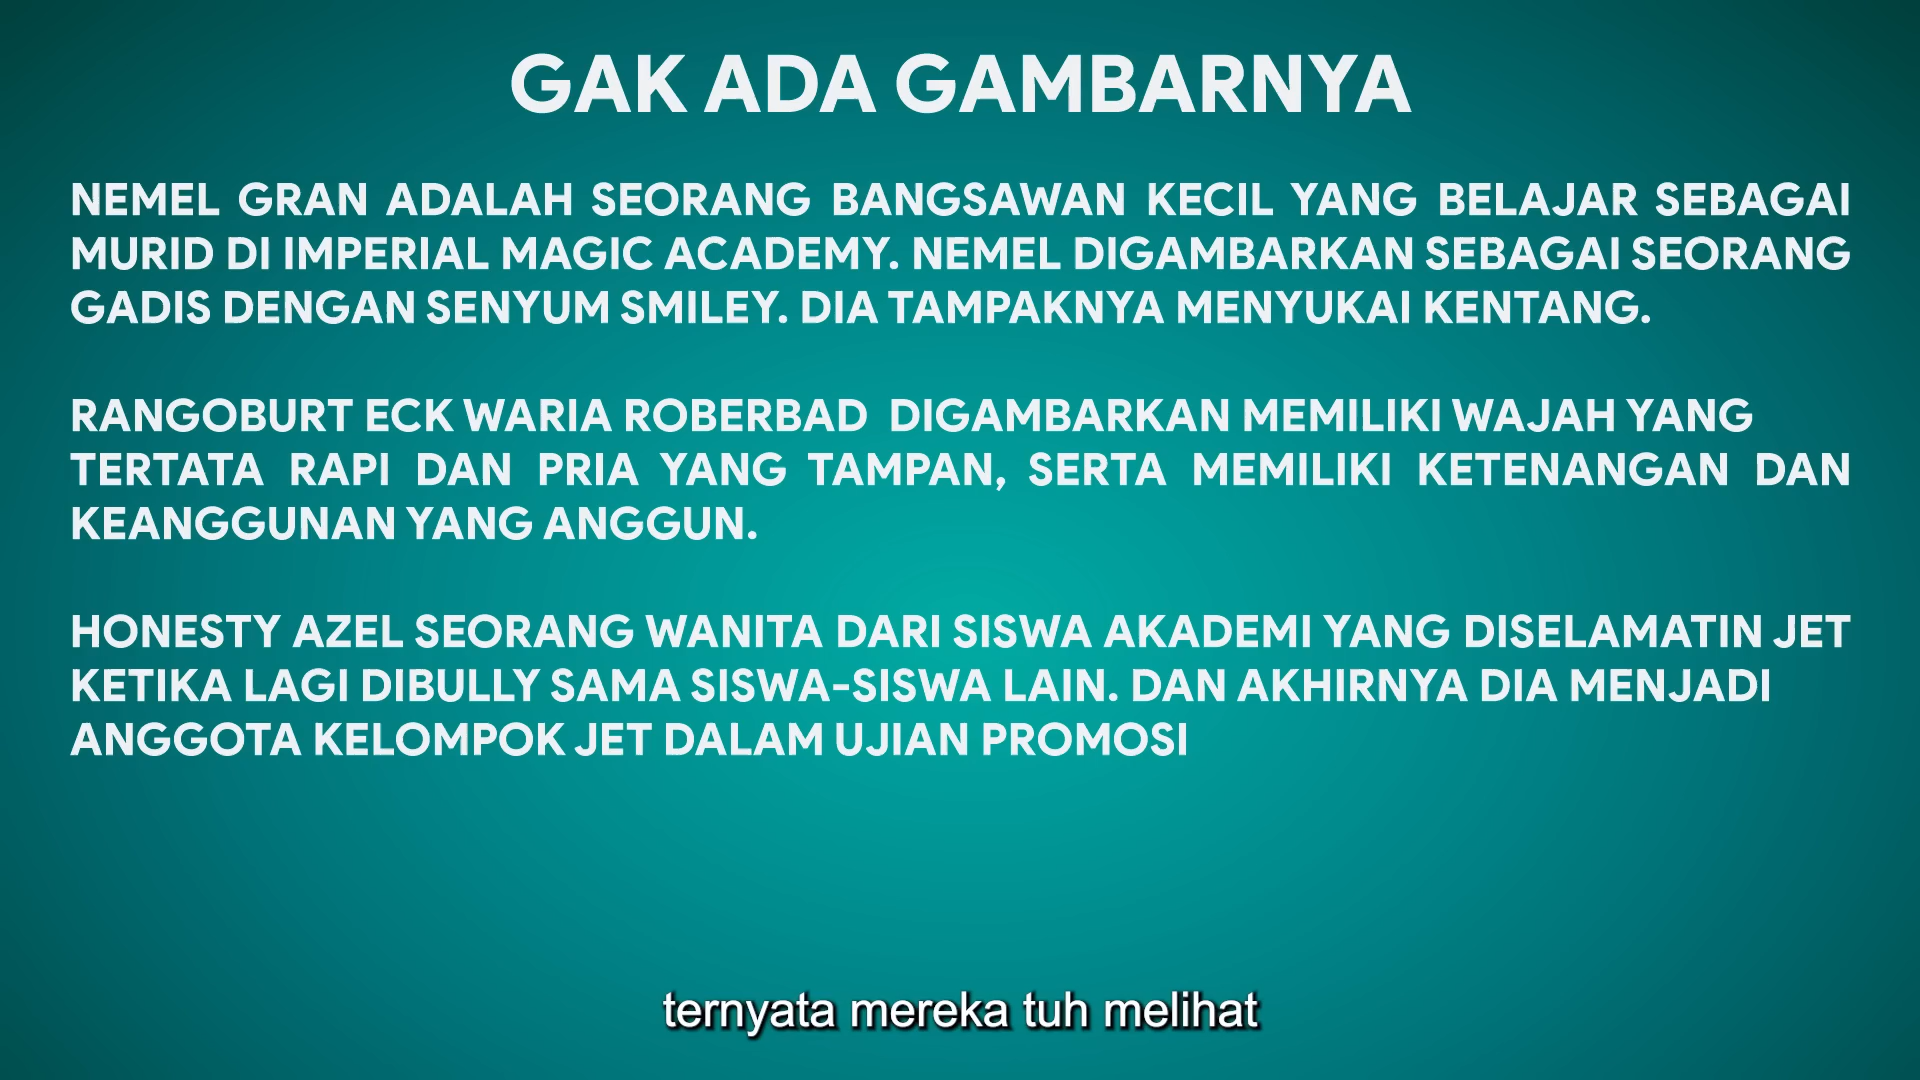 GAK ADA GAMBARNYA
NEMEL GRAN ADALAH SEORANG BANGSAWAN KECIL YANG BELAJAR SEBAGAI
MURID DI IMPERIAL MAGIC ACADEMY. NEMEL DIGAMBARKAN SEBAGAI SEORANG
GADIS DENGAN SENYUM SMILEY. DIA TAMPAKNYA MENYUKAI KENTANG.
RANGOBURT ECK WARIA ROBERBAD DIGAMBARKAN MEMILIKI WAJAH YANG
TERTATA RAPI DAN PRIA YANG TAMPAN, SERTA MEMILIKI KETENANGAN DAN
KEANGGUNAN YANG ANGGUN.
HONESTY AZEL SEORANG WANITA DARI SISWA AKADEMI YANG DISELAMATIN JET
KETIKA LAGI DIBULLY SAMA SISWA-SISWA LAIN. DAN AKHIRNYA DIA MENJADI
ANGGOTA KELOMPOK JET DALAM UJIAN PROMOSI
ternyata mereka tuh melihat